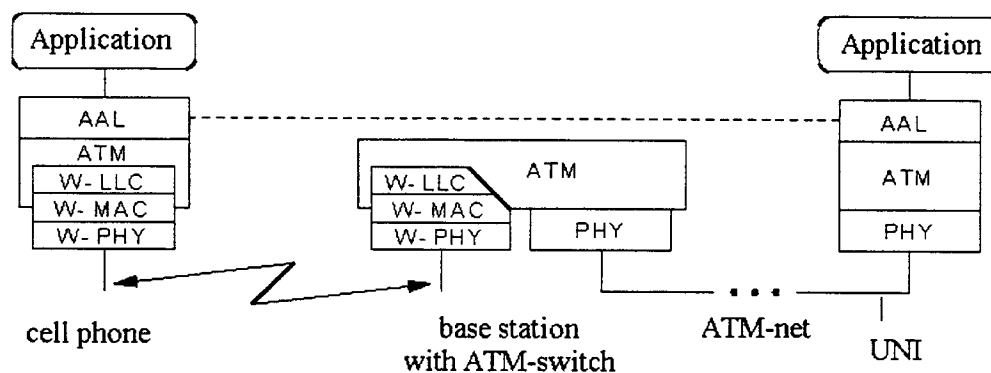 Application
AAL
ATM
W-LLC
W-MAC
W-PHY
cell phone
ATM
W-LLC
W-MAC
W-PHY
PHY
base station
with ATM-switch
ATM-net
Application
AAL
ATM
PHY
UNI